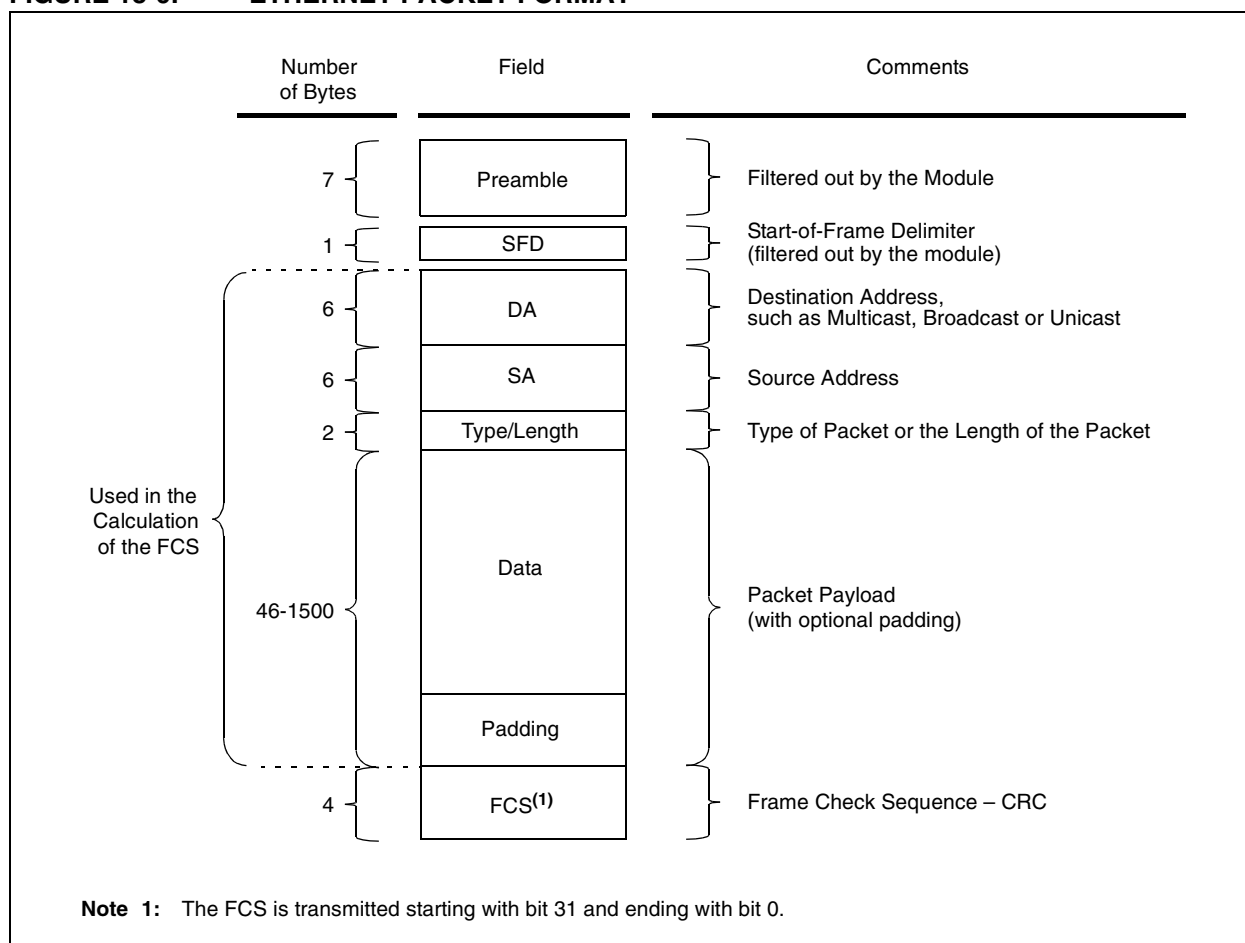 Number
of Bytes
Field
Comments
7
Preamble
Filtered out by the Module
1
SFD
Start-of-Frame Delimiter
(filtered out by the module)
6
DA
Destination Address,
such as Multicast, Broadcast or Unicast
6
SA
Source Address
2
Type/Length
Type of Packet or the Length of the Packet
Used in the
Calculation
of the FCS
46-1500
Data
Packet Payload
(with optional padding)
Padding
4
FCS(1)
Frame Check Sequence – CRC
Note 1: The FCS is transmitted starting with bit 31 and ending with bit 0.